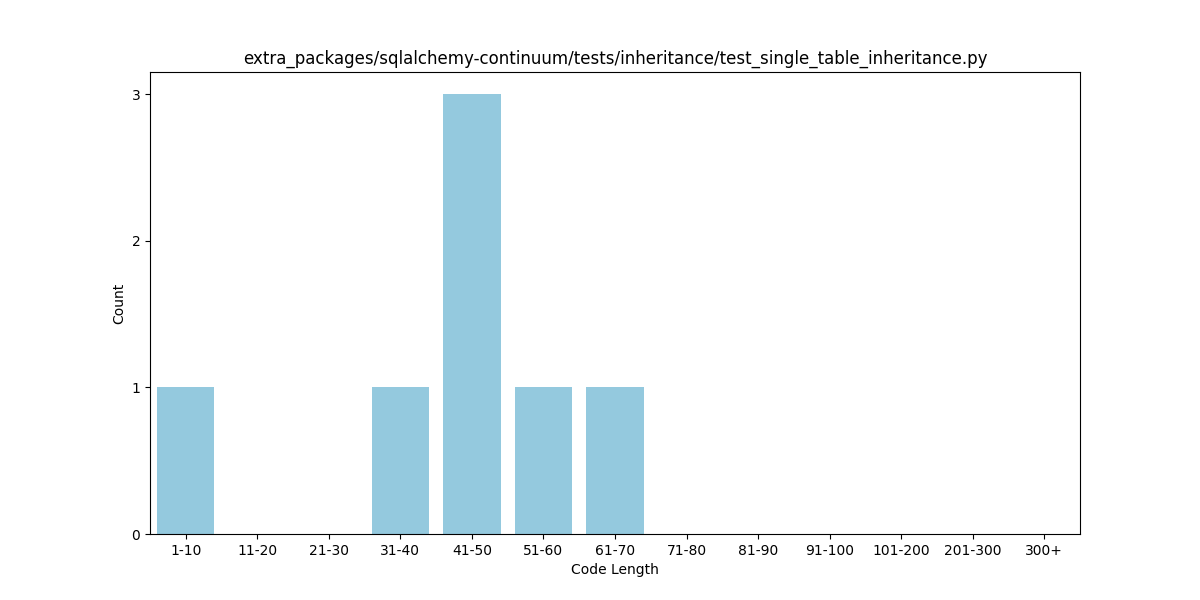 extra_packages/sqlalchemy-continuum/tests/inheritance/test_single_table_inheritance.py
3
2
1
0
Count
1-10 11-20 21-30 31-40 41-50 51-60 61-70 71-80 81-90 91-100 101-200 201-300 300+
Code Length